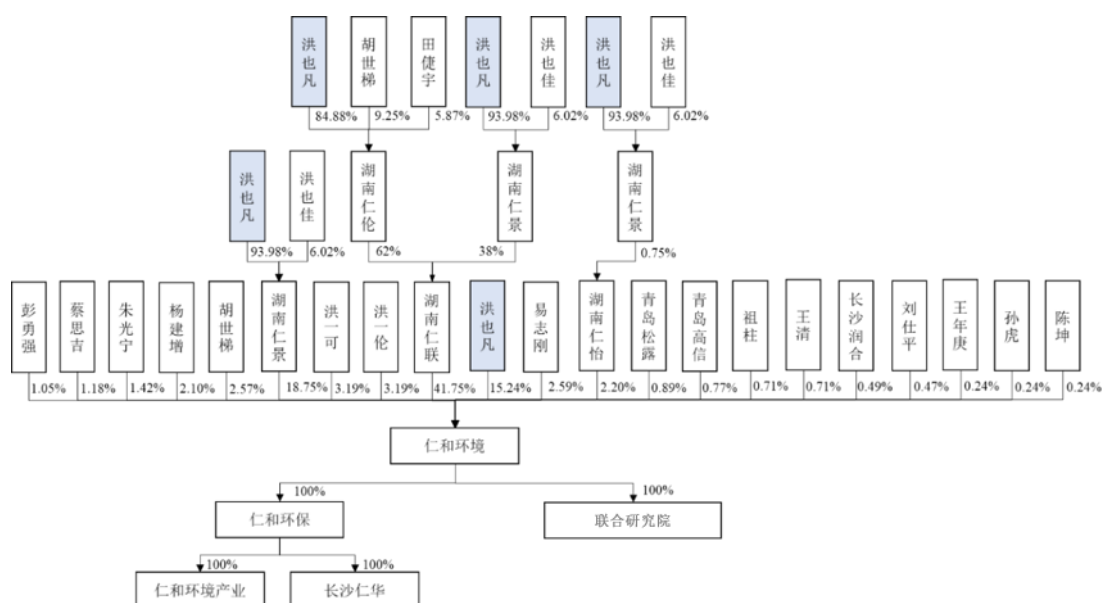 洪也凡
胡世梯
田倢宇
洪也凡
洪也佳
洪也凡
洪也佳
84.88%
9.25%
5.87%
93.98%
6.02%
93.98%
6.02%
洪也凡
洪也佳
湖南仁伦
湖南仁景
湖南仁景
93.98%
6.02%
62%
38%
0.75%
彭勇强
蔡思吉
朱光宁
杨建增
胡世梯
湖南仁景
洪一可
洪一伦
湖南仁联
洪也凡
易志刚
湖南仁怡
青岛松露
青岛高信
祖柱
王清
长沙润合
刘仕平
王年庚
孙虎
陈坤
1.05%
1.18%
1.42%
2.10%
2.57%
18.75%
3.19%
3.19%
41.75%
15.24%
2.59%
2.20%
0.89%
0.77%
0.71%
0.71%
0.49%
0.47%
0.24%
0.24%
0.24%
仁和环境
100%
100%
仁和环保
联合研究院
100%
100%
仁和环境产业
长沙仁华